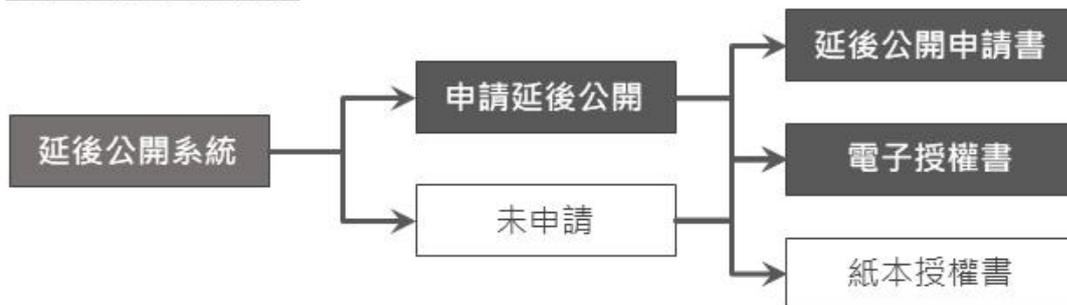 延後公開系統
申請延後公開
未申請
延後公開申請書
電子授權書
紙本授權書